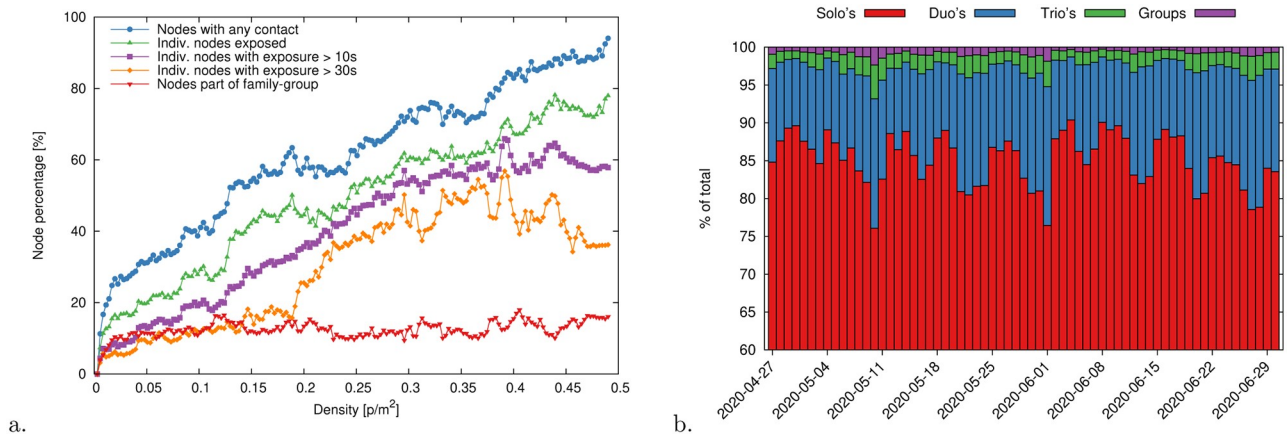 Nodes with any contact
Indiv. nodes exposed
Indiv. nodes with exposure > 10s
Indiv. nodes with exposure > 30s
Nodes part of family-group
Node percentage [%]
100
80
60
40
20
0
0 0.05 0.1 0.15 0.2 0.25 0.3 0.35 0.4 0.45 0.5
Density [p/m²]
a.
Solo's Duo's Trio's Groups
% of total
100
95
90
85
80
75
70
65
60
2020-04-27 2020-05-04 2020-05-11 2020-05-18 2020-05-25 2020-06-01 2020-06-08 2020-06-15 2020-06-22 2020-06-29
b.